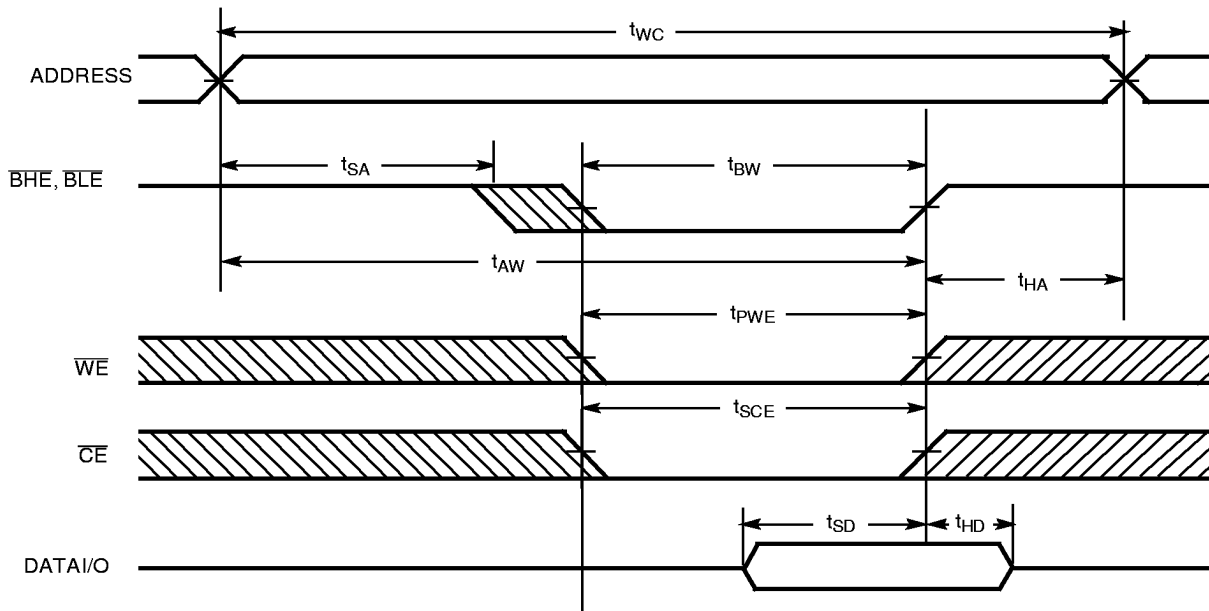 tWC
ADDRESS
tSA
tBW
BHE, BLE
tAW
tHA
tPWE
WE
tSCE
CE
tSD
tHD
DATAI/O